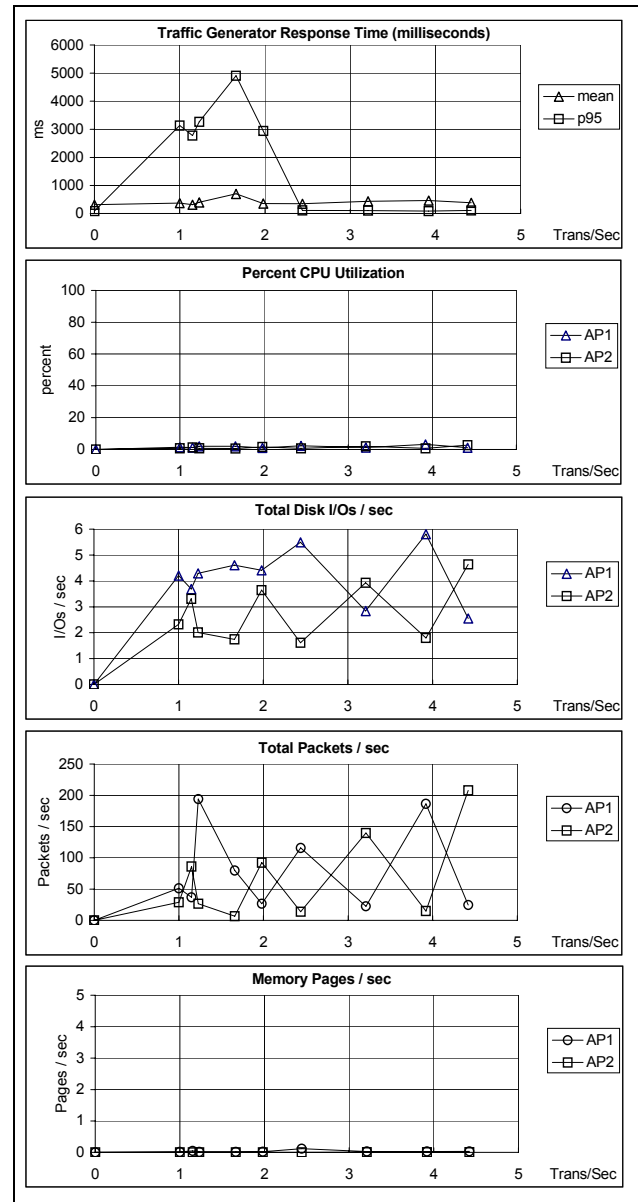 Traffic Generator Response Time (milliseconds)
6000
5000
4000
3000
2000
1000
0
ms
mean
p95
0 1 2 3 4 5 Trans/Sec
Percent CPU Utilization
100
80
60
40
20
0
percent
AP1
AP2
0 1 2 3 4 5 Trans/Sec
Total Disk I/Os / sec
6
5
4
3
2
1
0
I/Os / sec
AP1
AP2
0 1 2 3 4 5 Trans/Sec
Total Packets / sec
250
200
150
100
50
0
Packets / sec
AP1
AP2
0 1 2 3 4 5 Trans/Sec
Memory Pages / sec
5
4
3
2
1
0
Pages / sec
AP1
AP2
0 1 2 3 4 5 Trans/Sec